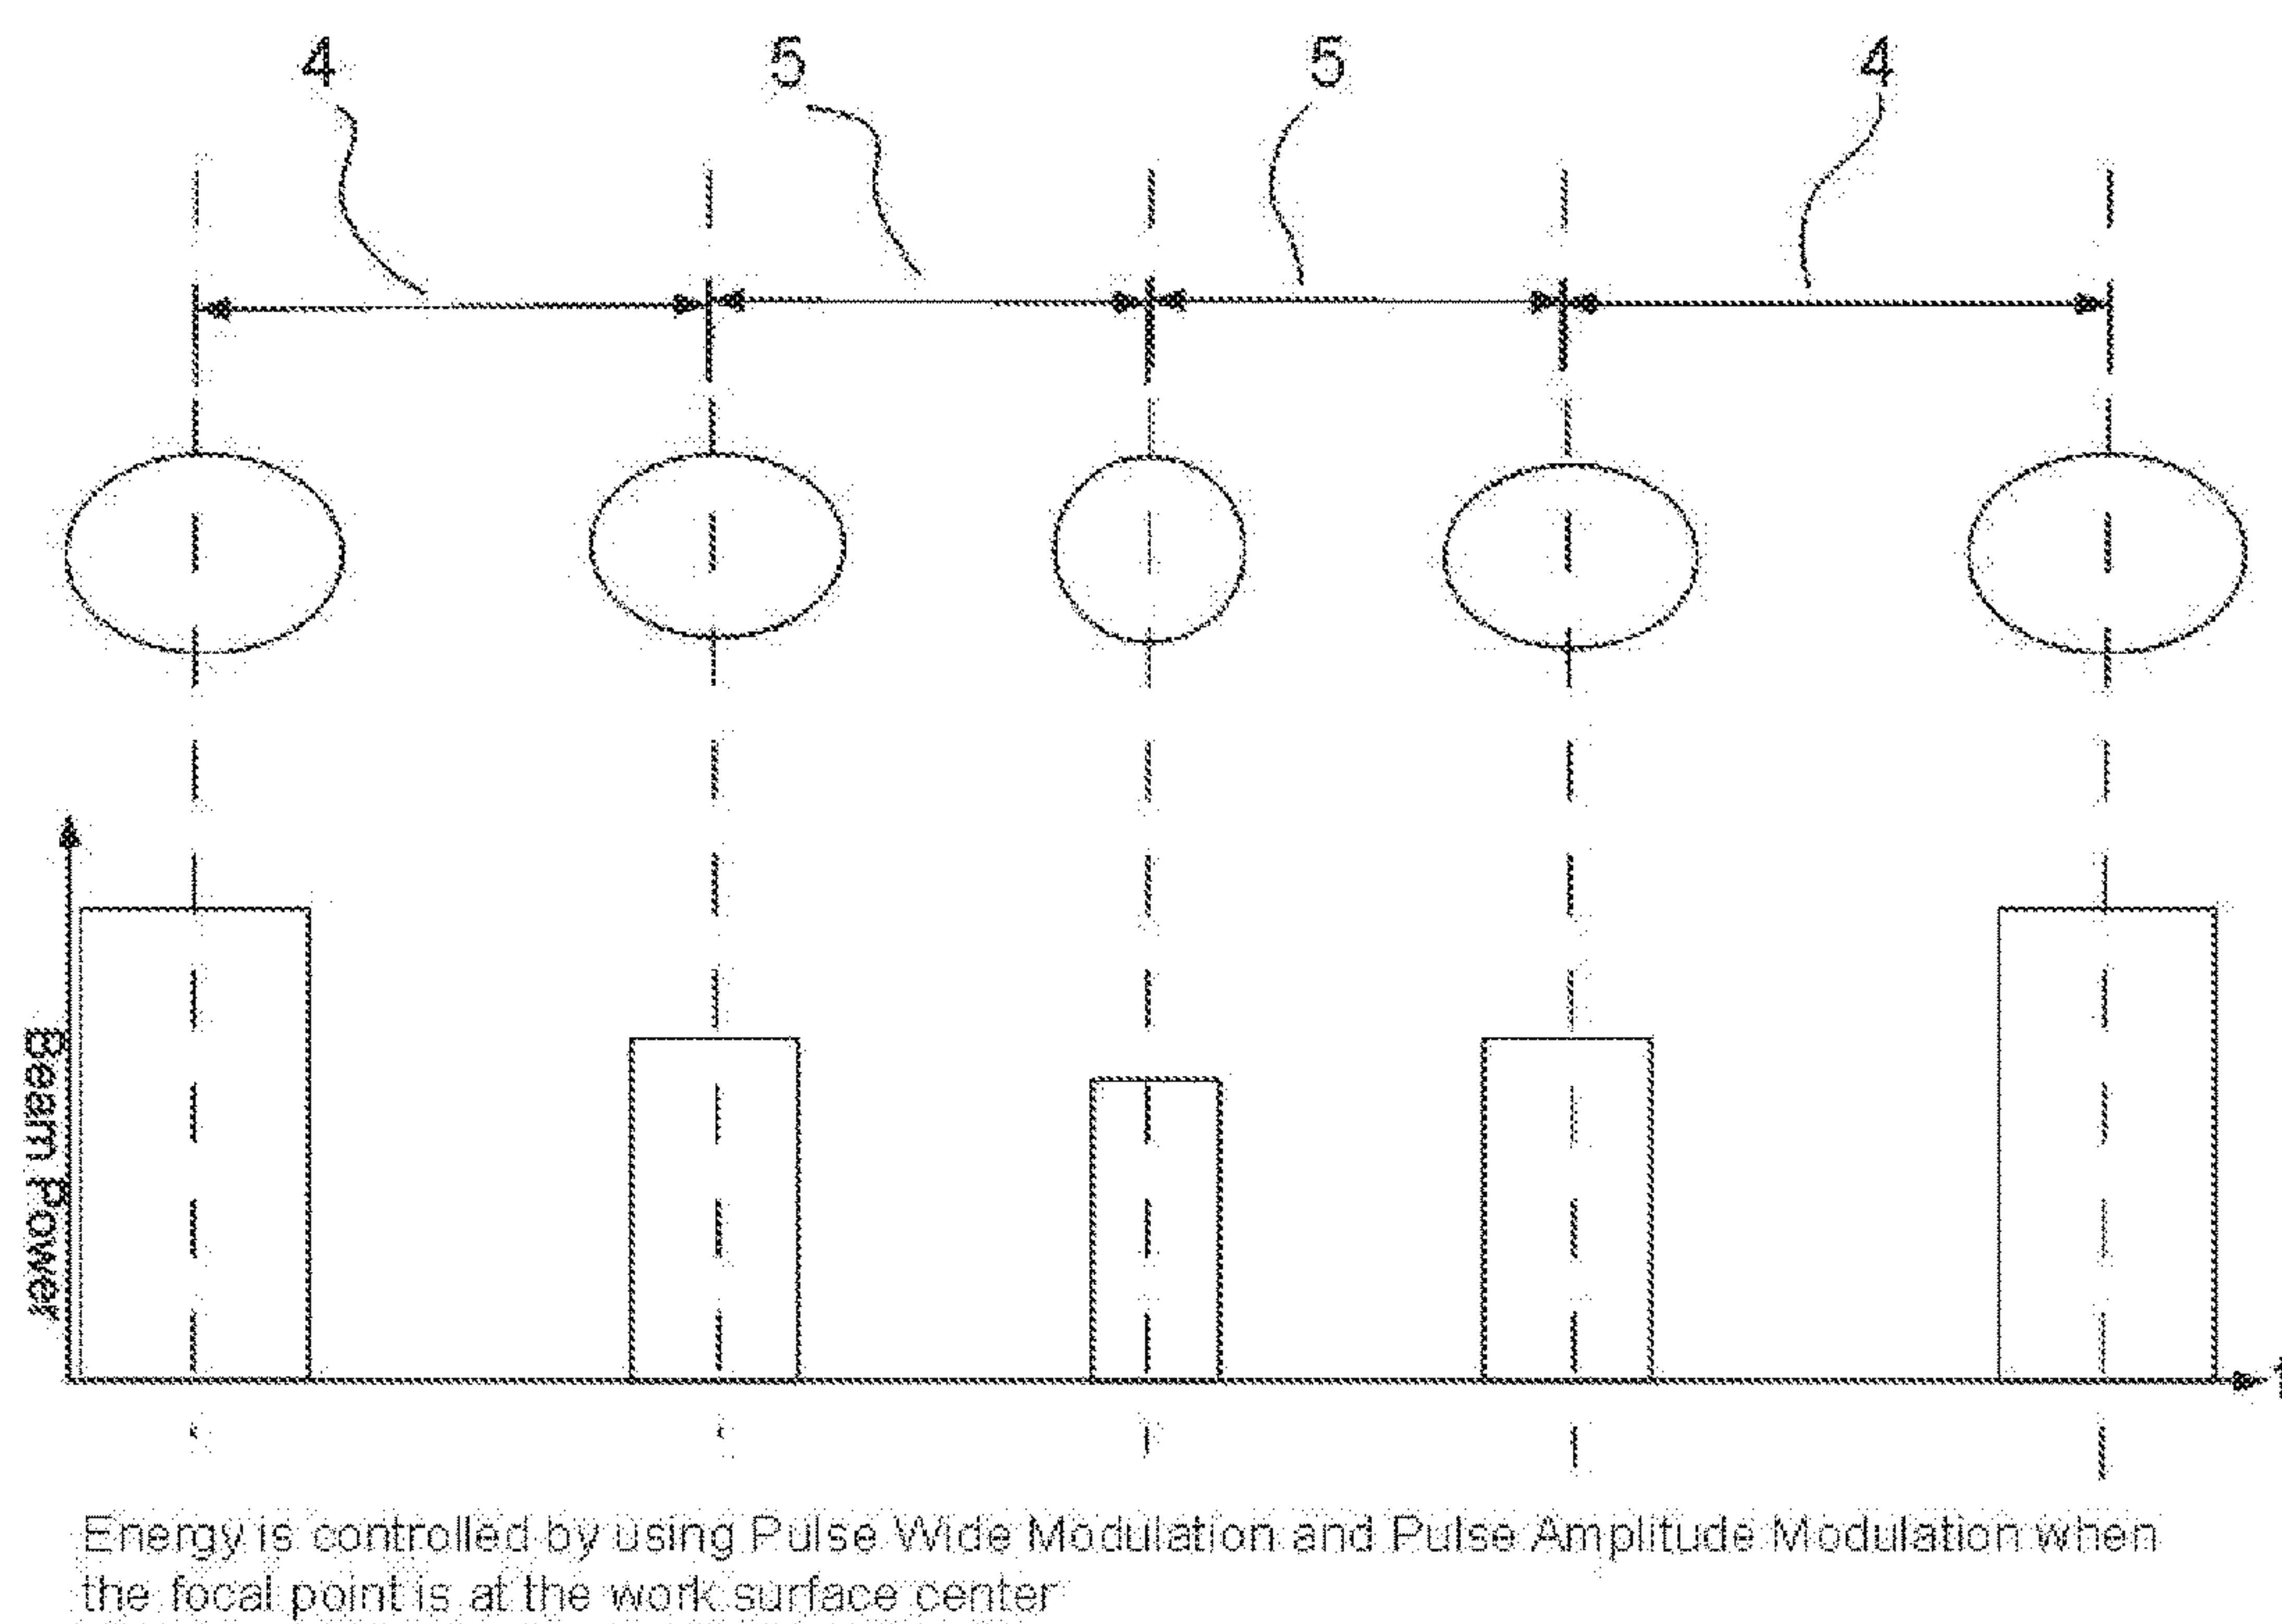 4 5 5 4
Beam Power
1
Energy is controlled by using Pulse Wide Modulation and Pulse Amplitude Modulation when
the focal point is at the work surface center